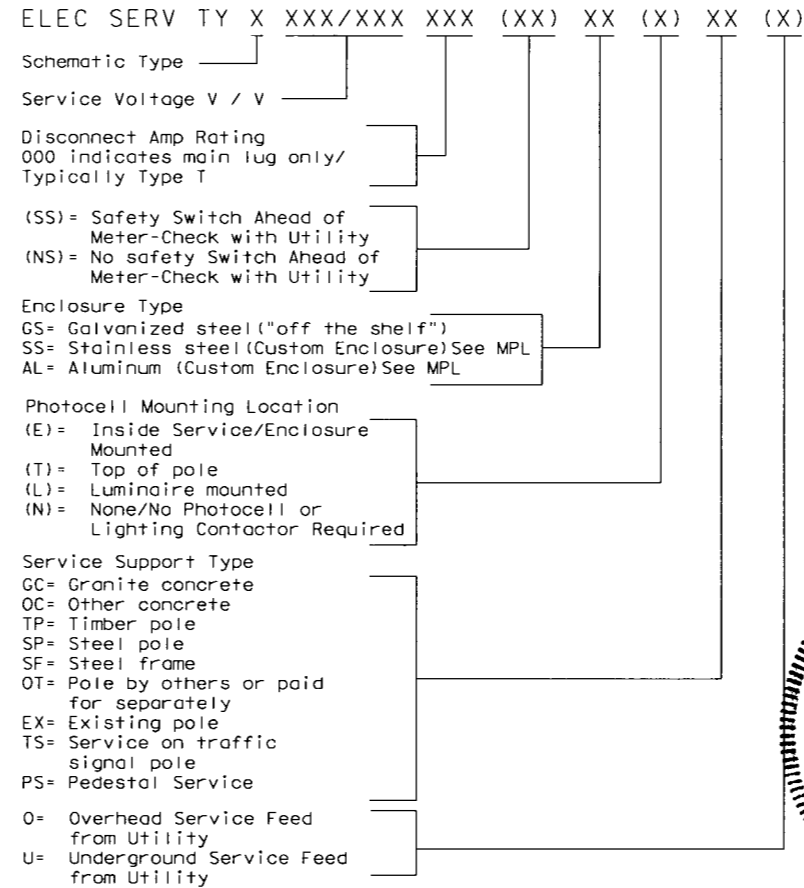 ELEC SERV TY X XXX/XXX XXX (XX) XX (X) XX (X)
Schematic Type
Service Voltage V / V
Disconnect Amp Rating
000 indicates main lug only/
Typically Type T
(SS)= Safety Switch Ahead of
Meter-Check with Utility
(NS)= No safety Switch Ahead of
Meter-Check with Utility
Enclosure Type
GS= Galvanized steel("off the shelf")
SS= Stainless steel(Custom Enclosure)See MPL
AL= Aluminum (Custom Enclosure)See MPL
Photocell Mounting Location
(E)= Inside Service/Enclosure
Mounted
(T)= Top of pole
(L)= Luminaire mounted
(N)= None/No Photocell or
Lighting Contactor Required
Service Support Type
GC= Granite concrete
OC= Other concrete
TP= Timber pole
SP= Steel pole
SF= Steel frame
OT= Pole by others or paid
for separately
EX= Existing pole
TS= Service on traffic
signal pole
PS= Pedestal Service
O= Overhead Service Feed
from Utility
U= Underground Service Feed
from Utility